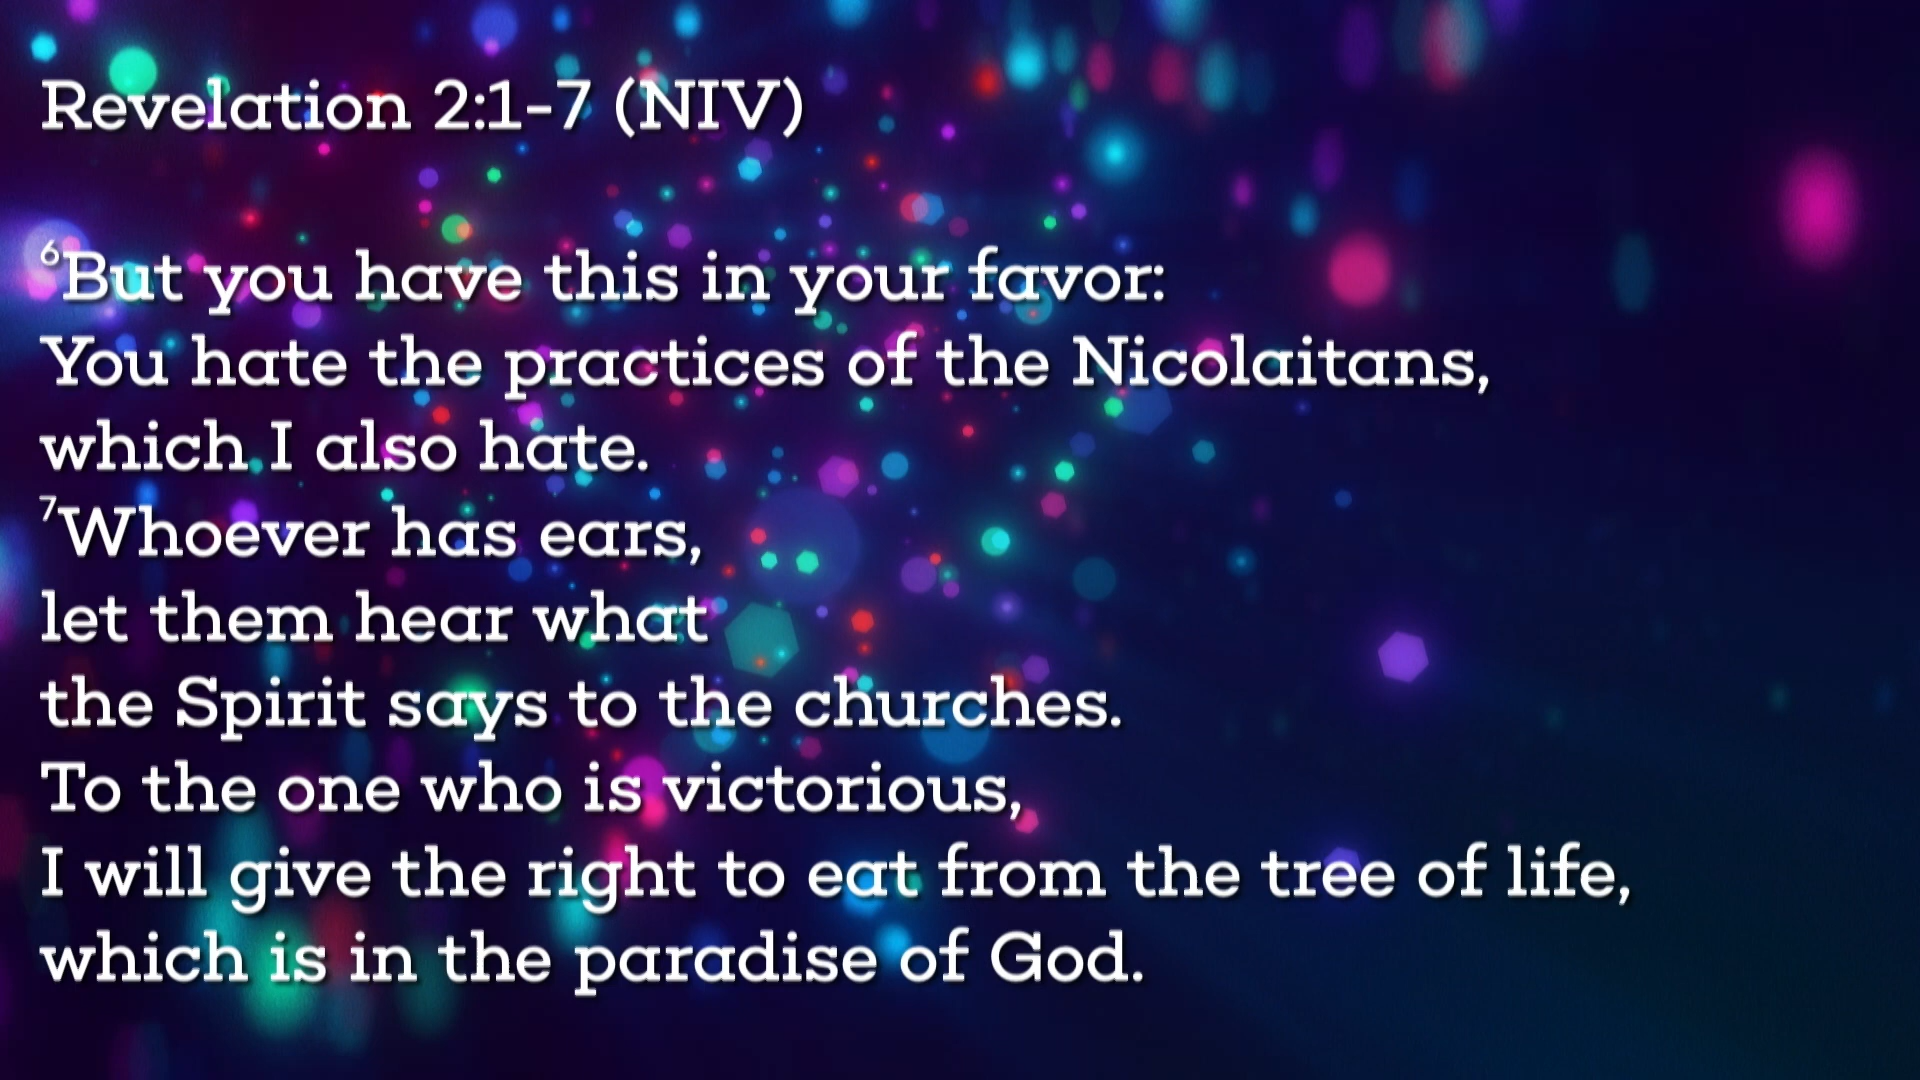 Revelation 2:1-7 (NIV)
⁶But you have this in your favor:
You hate the practices of the Nicolaitans,
which I also hate.
⁷Whoever has ears,
let them hear what
the Spirit says to the churches.
To the one who is victorious,
I will give the right to eat from the tree of life,
which is in the paradise of God.